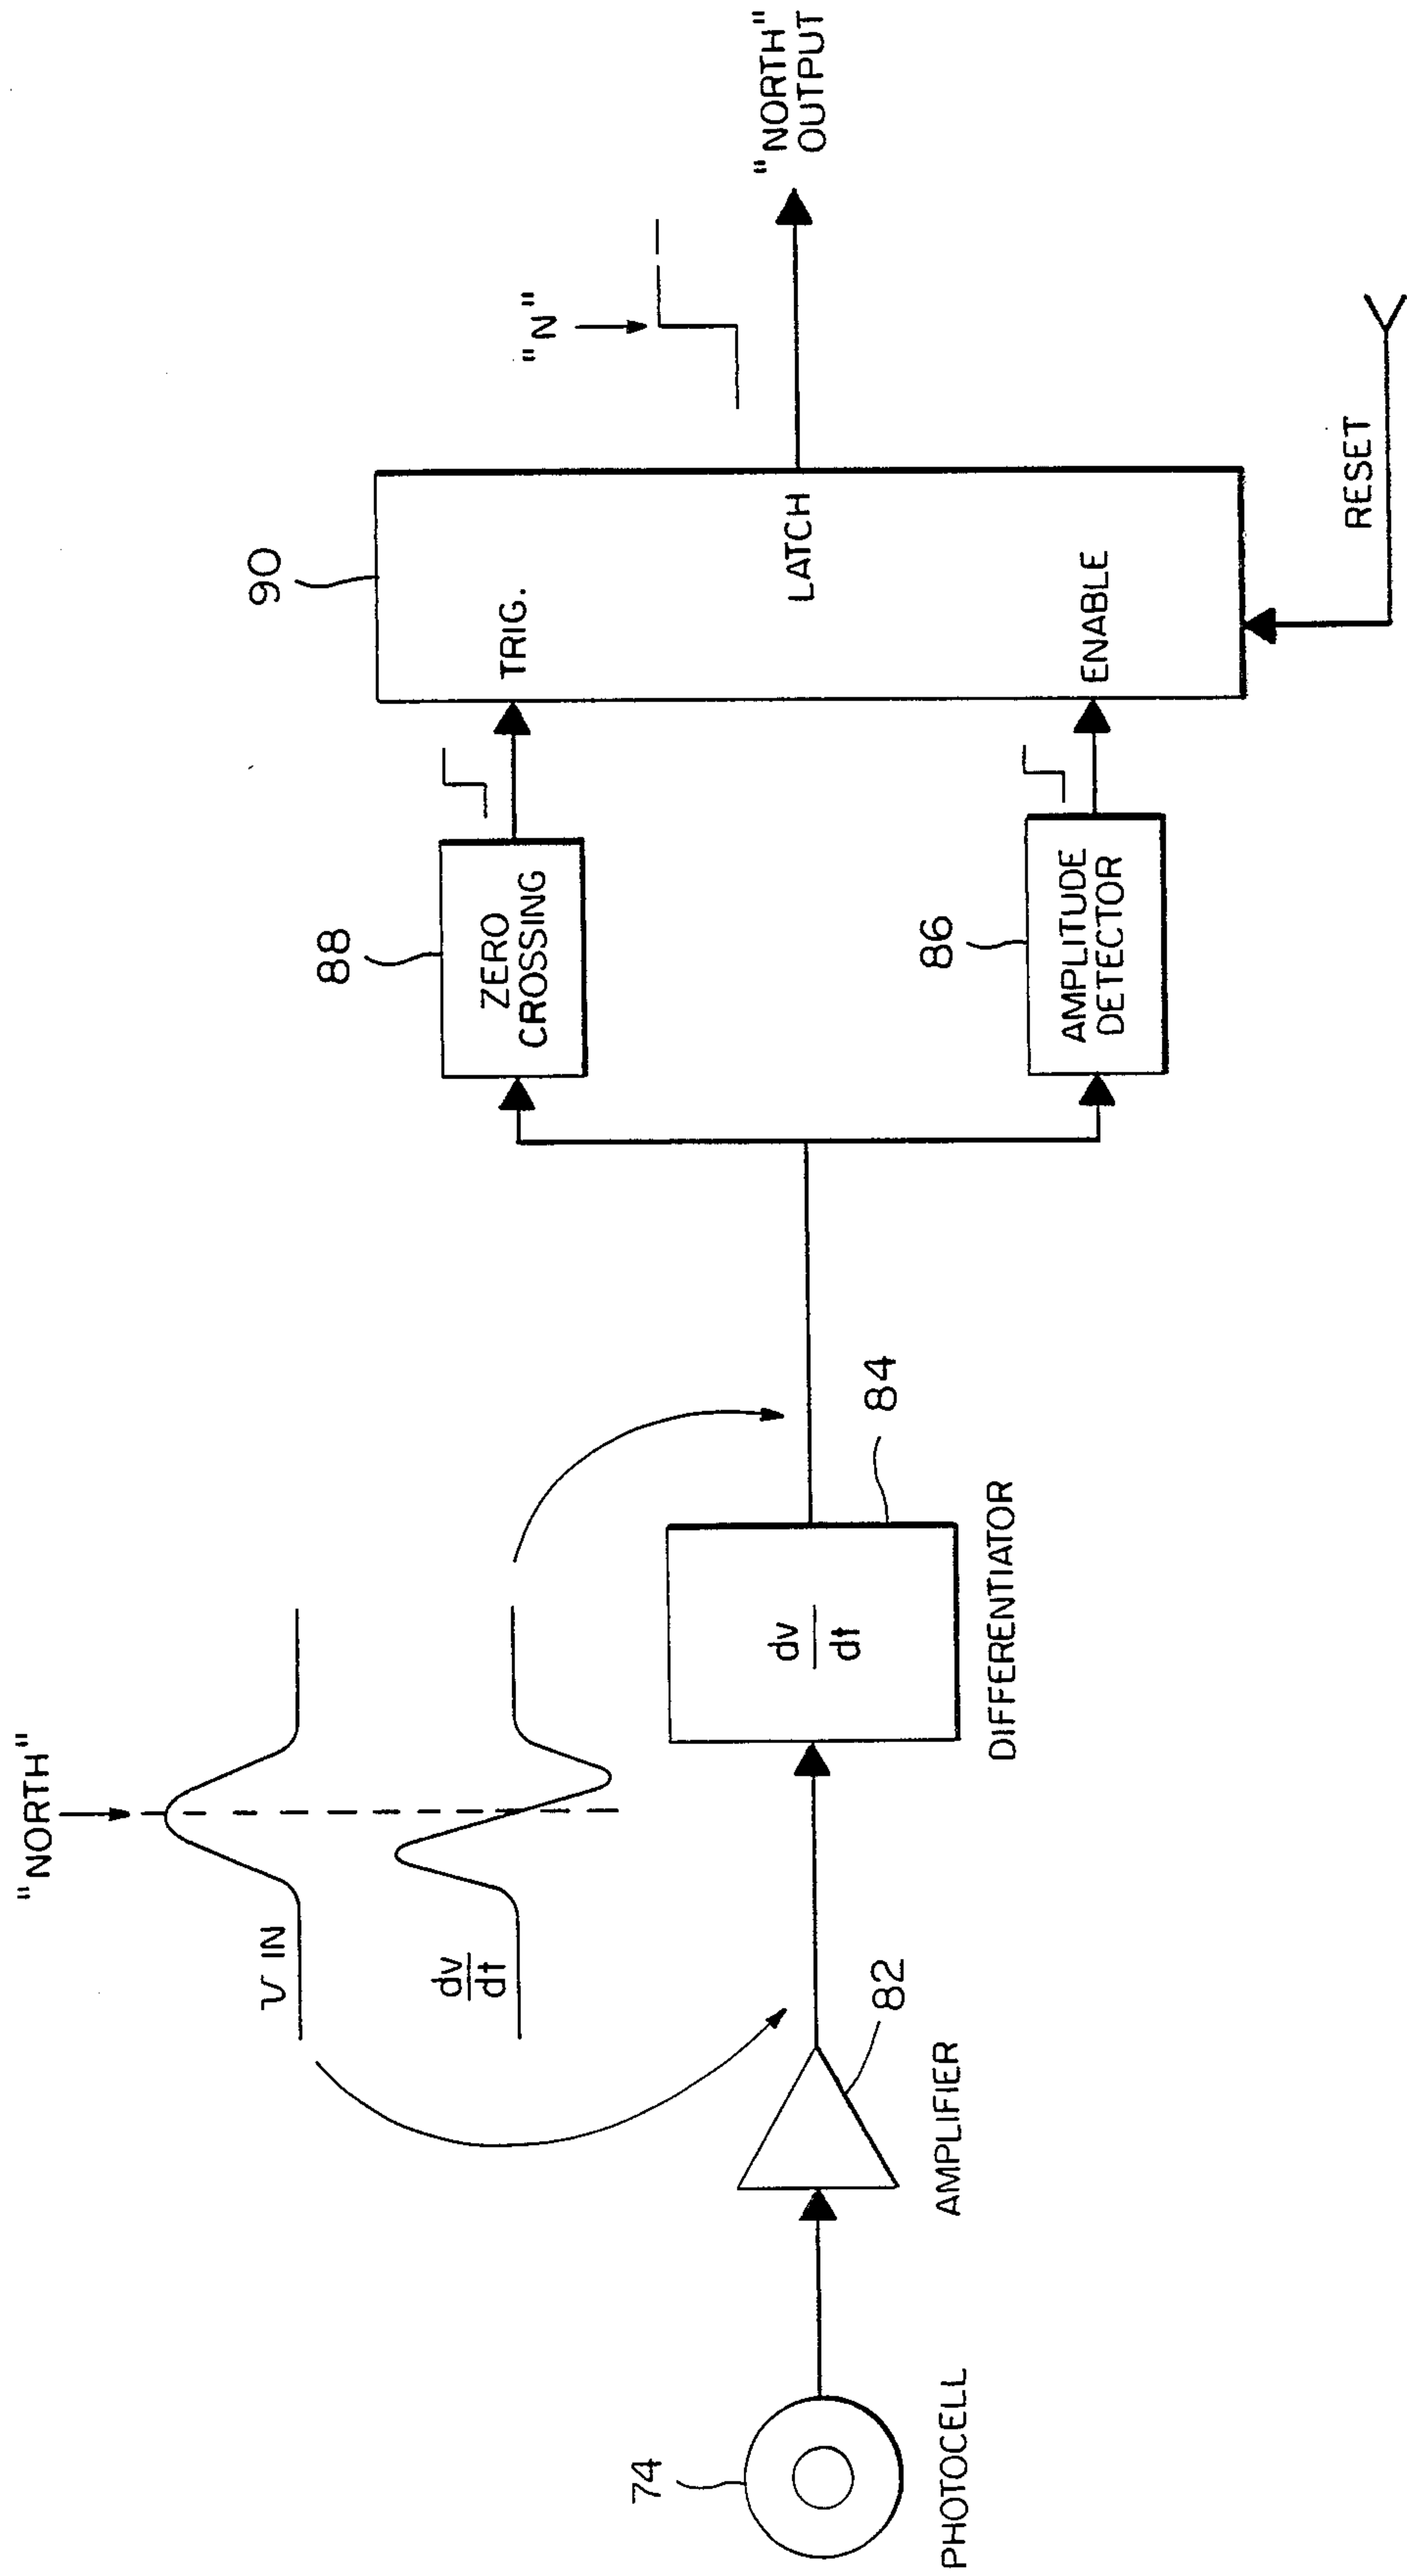 "NORTH"
υ IN
dv
dt
74
PHOTOCELL
82
AMPLIFIER
dv
dt
84
DIFFERENTIATOR
88
ZERO
CROSSING
86
AMPLITUDE
DETECTOR
90
TRIG.
LATCH
ENABLE
RESET
"N"
"NORTH"
OUTPUT